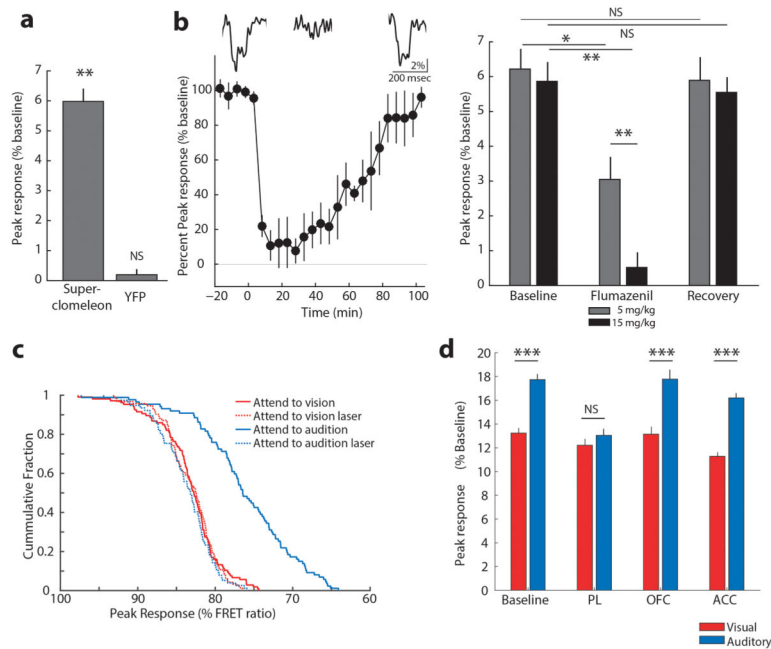 a
Peak response (% baseline)
7
6
5
4
3
2
1
0
**
NS
Super-
clomeleon
YFP
b
2%
200 msec
Percent Peak response (% baseline)
100
80
60
40
20
0
−20
0
20
40
60
80
100
Time (min)
NS
NS
*
**
**
Peak response (% baseline)
7
6
5
4
3
2
1
0
Baseline
Flumazenil
Recovery
5 mg/kg
15 mg/kg
c
Cummulative Fraction
1
0.8
0.6
0.4
0.2
0
100
90
80
70
60
Peak Response (% FRET ratio)
Attend to vision
Attend to vision laser
Attend to audition
Attend to audition laser
d
Peak response (% Baseline)
20
18
16
14
12
10
8
6
4
2
0
***
NS
***
***
Baseline
PL
OFC
ACC
Visual
Auditory